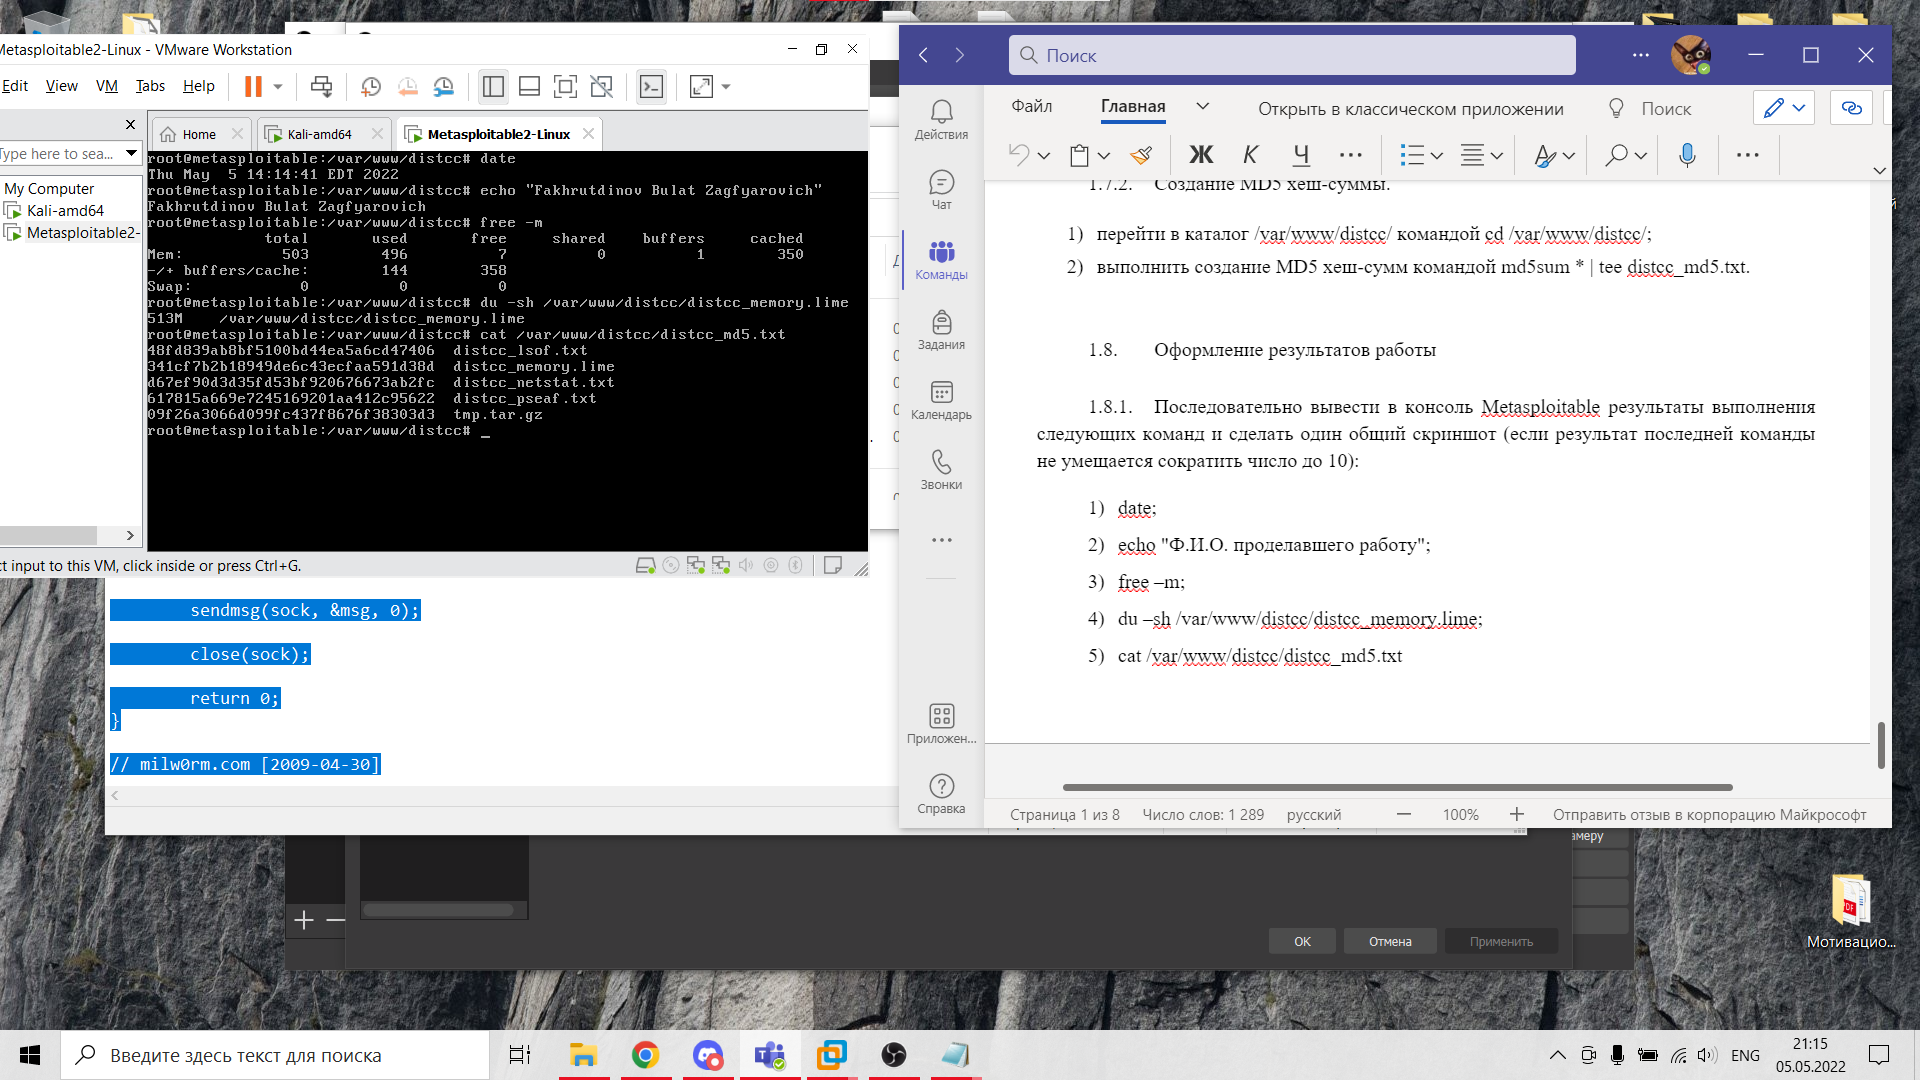 Metasploitable2-Linux - VMware Workstation
Edit View VM Tabs Help
Home
Kali-amd64
Metasploitable2-Linux
Type here to sea...
My Computer
Kali-amd64
Metasploitable2-
root@metasploitable:/var/www/distcc# date
Thu May  5 14:14:41 EDT 2022
root@metasploitable:/var/www/distcc# echo "Fakhrutdinov Bulat Zagfyarovich"
Fakhrutdinov Bulat Zagfyarovich
root@metasploitable:/var/www/distcc# free -m
total used free shared buffers cached
Mem: 503 496 7 0 1 350
-/+ buffers/cache: 144 358
Swap: 0 0 0
root@metasploitable:/var/www/distcc# du -sh /var/www/distcc/distcc_memory.lime
513M /var/www/distcc/distcc_memory.lime
root@metasploitable:/var/www/distcc# cat /var/www/distcc/distcc_md5.txt
48fd839ab8bf5100bd44ea5a6cd47406  distcc_lsof.txt
341cf7b2b18949de6c43ecfaa591d38d  distcc_memory.lime
d67ef90d3d35fd53bf920676673ab2fc  distcc_netstat.txt
617815a669e7245169201aa412c95622  distcc_pseaf.txt
09f26a3066d099fc437f8676f38303d3  tmp.tar.gz
root@metasploitable:/var/www/distcc# _
ct input to this VM, click inside or press Ctrl+G.
sendmsg(sock, &msg, 0);
close(sock);
return 0;
}
// milw0rm.com [2009-04-30]
Поиск
Действия
Чат
Команды
Задания
Календарь
Звонки
Приложен...
Справка
Файл
Главная
Открыть в классическом приложении
Поиск
Ж К Ч
1.7.2. Создание MD5 хеш-суммы.
1) перейти в каталог /var/www/distcc/ командой cd /var/www/distcc/;
2) выполнить создание MD5 хеш-сумм командой md5sum * | tee distcc_md5.txt.
1.8. Оформление результатов работы
1.8.1. Последовательно вывести в консоль Metasploitable результаты выполнения
следующих команд и сделать один общий скриншот (если результат последней команды
не умещается сократить число до 10):
1) date;
2) echo "Ф.И.О. проделавшего работу";
3) free –m;
4) du –sh /var/www/distcc/distcc_memory.lime;
5) cat /var/www/distcc/distcc_md5.txt
Страница 1 из 8
Число слов: 1 289
русский
100%
Отправить отзыв в корпорацию Майкрософт
амеру
OK
Отмена
Применить
PDF
Мотивацио...
Введите здесь текст для поиска
ENG
21:15
05.05.2022